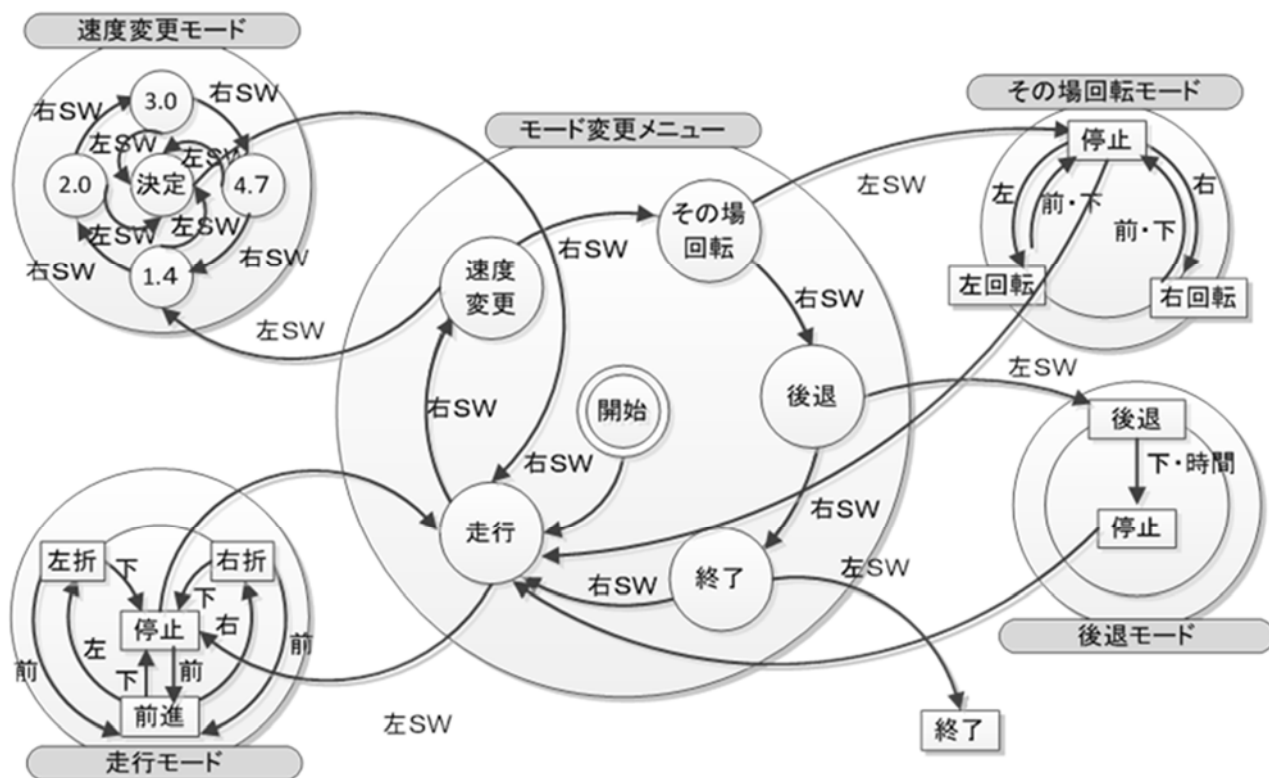 速度変更モード
3.0
右SW
右SW
左SW
左SW
2.0
決定
4.7
左SW
左SW
右SW
1.4
右SW
左SW
モード変更メニュー
その場
回転
右SW
速度
変更
右SW
後退
開始
右SW
右SW
走行
右SW
終了
右SW
左SW
終了
その場回転モード
停止
左SW
左
右
前・下
前・下
左回転
右回転
左SW
後退
下・時間
停止
後退モード
左折
右折
下
下
停止
左
右
前
前
下
前
前進
左SW
走行モード